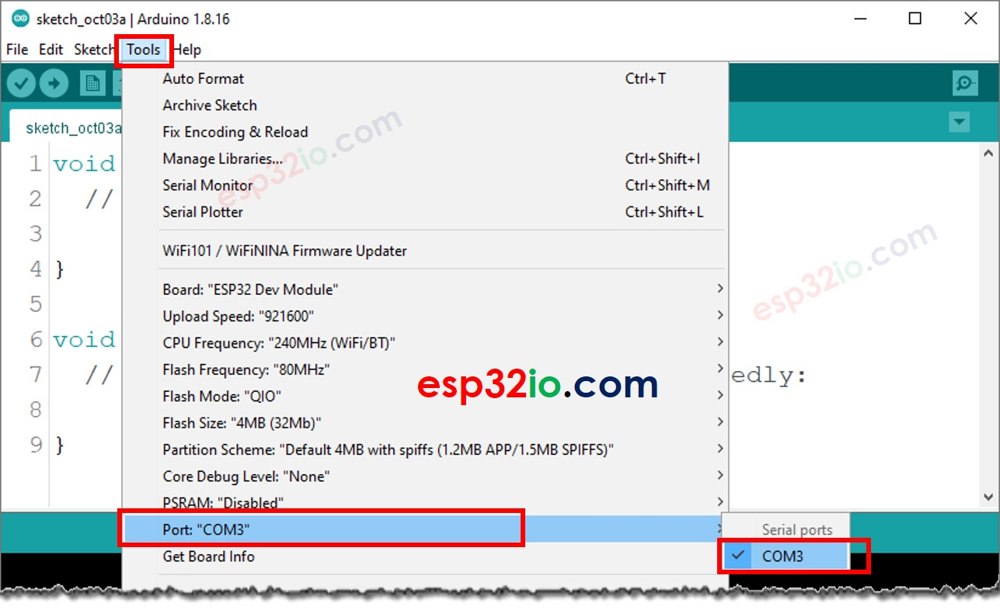 sketch_oct03a | Arduino 1.8.16
File Edit Sketch Tools Help
sketch_oct03a
Auto Format Ctrl+T
Archive Sketch
Fix Encoding & Reload
Manage Libraries... Ctrl+Shift+I
Serial Monitor Ctrl+Shift+M
Serial Plotter Ctrl+Shift+L
WiFi101 / WiFiNINA Firmware Updater
Board: "ESP32 Dev Module"
Upload Speed: "921600"
CPU Frequency: "240MHz (WiFi/BT)"
Flash Frequency: "80MHz"
Flash Mode: "QIO"
Flash Size: "4MB (32Mb)"
Partition Scheme: "Default 4MB with spiffs (1.2MB APP/1.5MB SPIFFS)"
Core Debug Level: "None"
PSRAM: "Disabled"
Port: "COM3"
Get Board Info
Serial ports
COM3
1 void
2 //
3
4 }
5
6 void
7 // edly:
8
9 }
esp32io.com
esp32io.com
esp32io.com